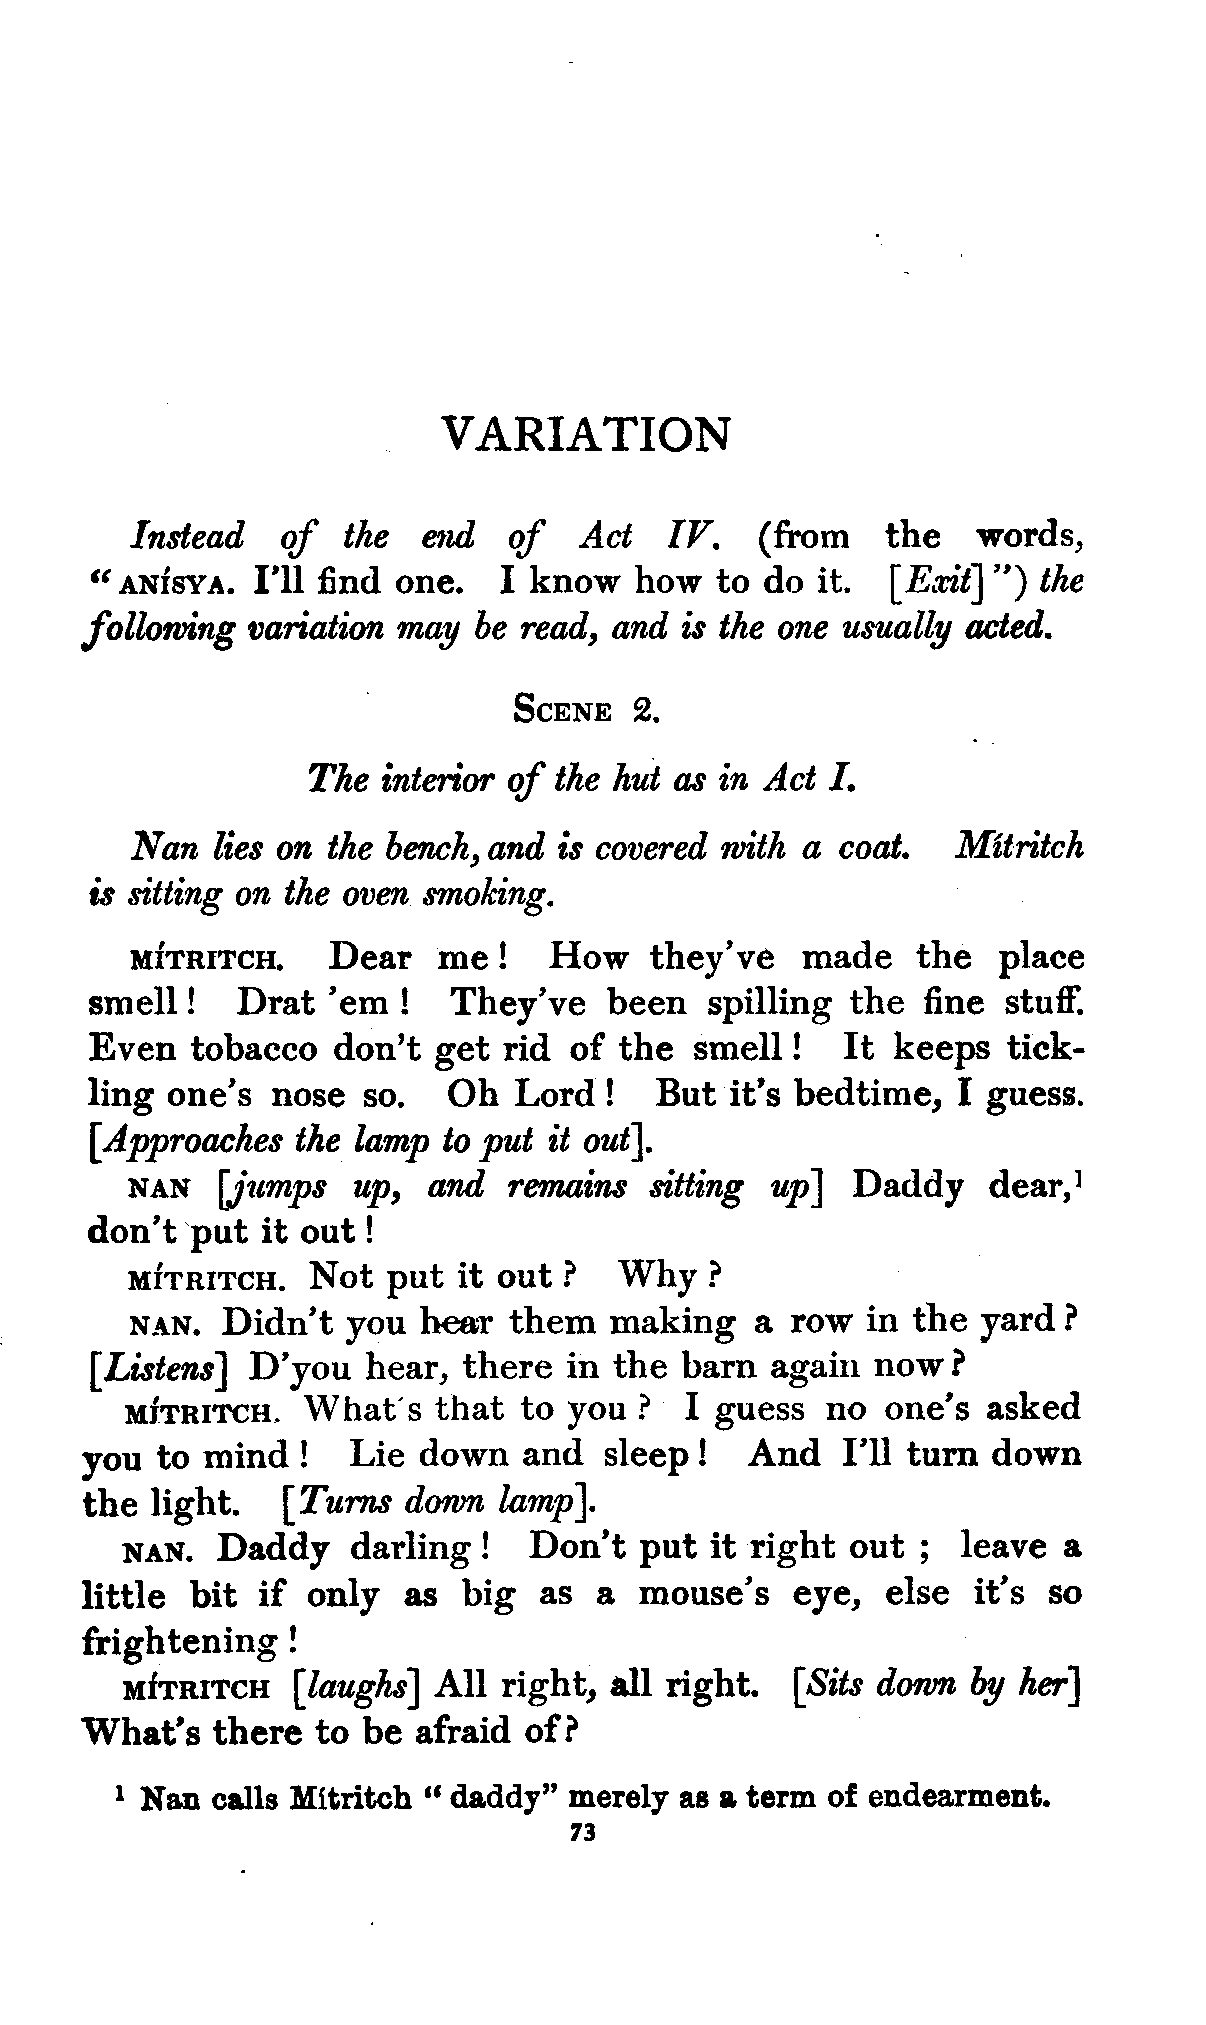 VARIATION
Instead of the end of Act IV. (from the words,
“ANÍSYA. I'll find one. I know how to do it. [Exit]”) the
following variation may be read, and is the one usually acted.
SCENE 2.
The interior of the hut as in Act I.
Nan lies on the bench, and is covered with a coat. Mítritch
is sitting on the oven smoking.
MÍTRITCH. Dear me! How they've made the place
smell! Drat 'em! They've been spilling the fine stuff.
Even tobacco don't get rid of the smell! It keeps tick-
ling one's nose so. Oh Lord! But it's bedtime, I guess.
[Approaches the lamp to put it out].
NAN [jumps up, and remains sitting up] Daddy dear,¹
don't put it out!
MÍTRITCH. Not put it out? Why?
NAN. Didn't you hear them making a row in the yard?
[Listens] D'you hear, there in the barn again now?
MÍTRITCH. What's that to you? I guess no one's asked
you to mind! Lie down and sleep! And I'll turn down
the light. [Turns down lamp].
NAN. Daddy darling! Don't put it right out; leave a
little bit if only as big as a mouse's eye, else it's so
frightening!
MÍTRITCH [laughs] All right, all right. [Sits down by her]
What's there to be afraid of?
¹ Nan calls Mítritch “daddy” merely as a term of endearment.
73